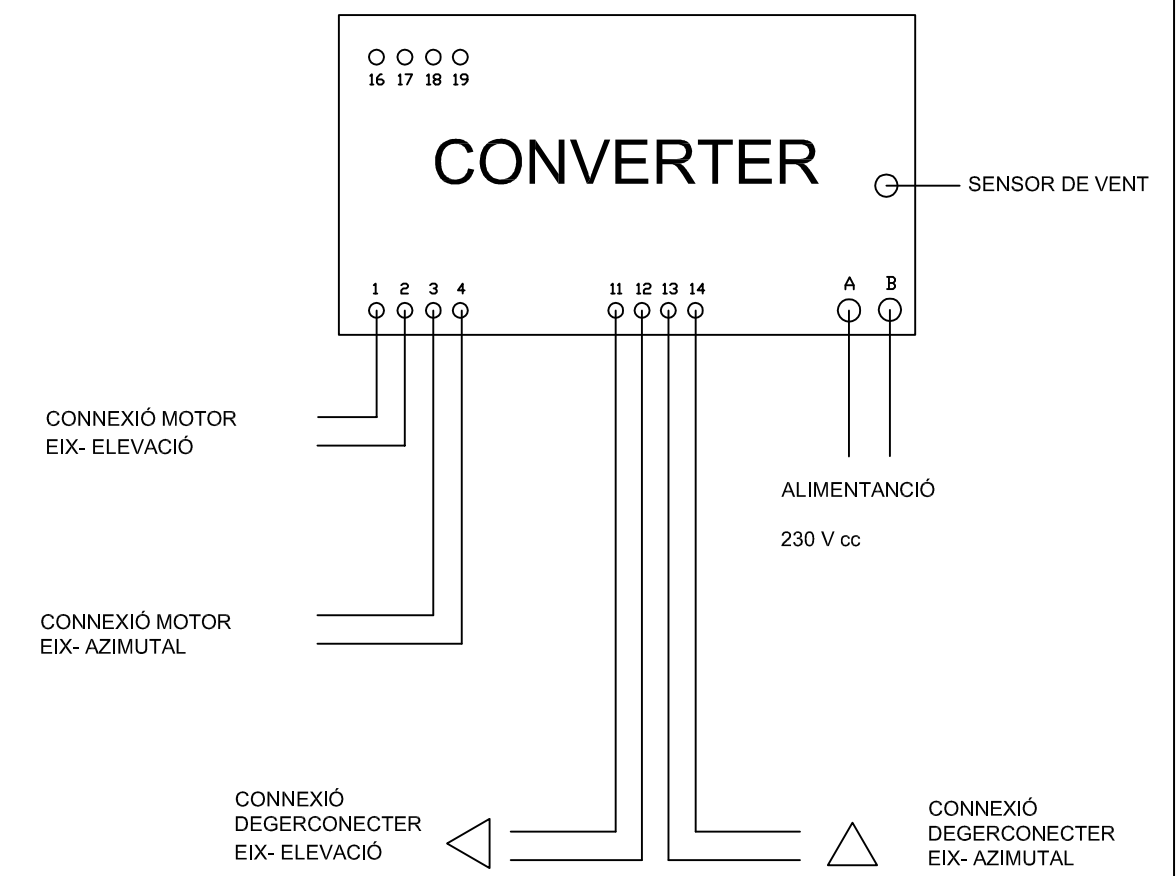 16 17 18 19
CONVERTER
SENSOR DE VENT
1 2 3 4 11 12 13 14 A B
CONNEXIÓ MOTOR
EIX- ELEVACIÓ
ALIMENTANCIÓ
230 V cc
CONNEXIÓ MOTOR
EIX- AZIMUTAL
CONNEXIÓ
DEGERCONECTER
EIX- ELEVACIÓ
CONNEXIÓ
DEGERCONECTER
EIX- AZIMUTAL